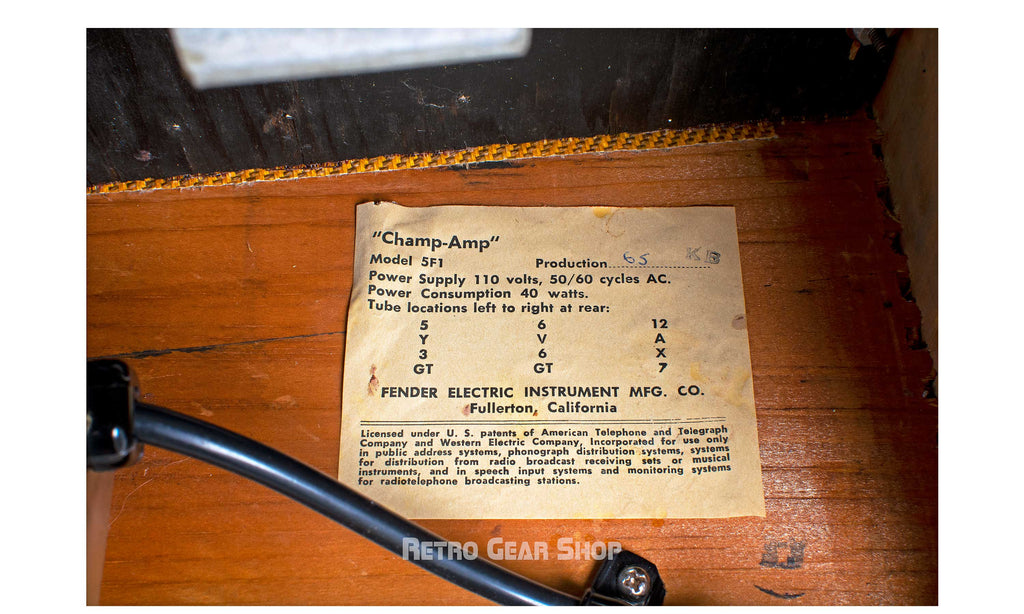 "Champ-Amp"
Model 5F1 Production 65 KB
Power Supply 110 volts, 50/60 cycles AC.
Power Consumption 40 watts.
Tube locations left to right at rear:
5 6 12
Y V A
3 6 X
GT GT 7
FENDER ELECTRIC INSTRUMENT MFG. CO.
Fullerton, California
Licensed under U. S. patents of American Telephone and Telegraph
Company and Western Electric Company, Incorporated for use only
in public address systems, phonograph distribution systems, systems
for distribution from radio broadcast receiving sets or musical
instruments, and in speech input systems and monitoring systems
for radiotelephone broadcasting stations.
RETRO GEAR SHOP